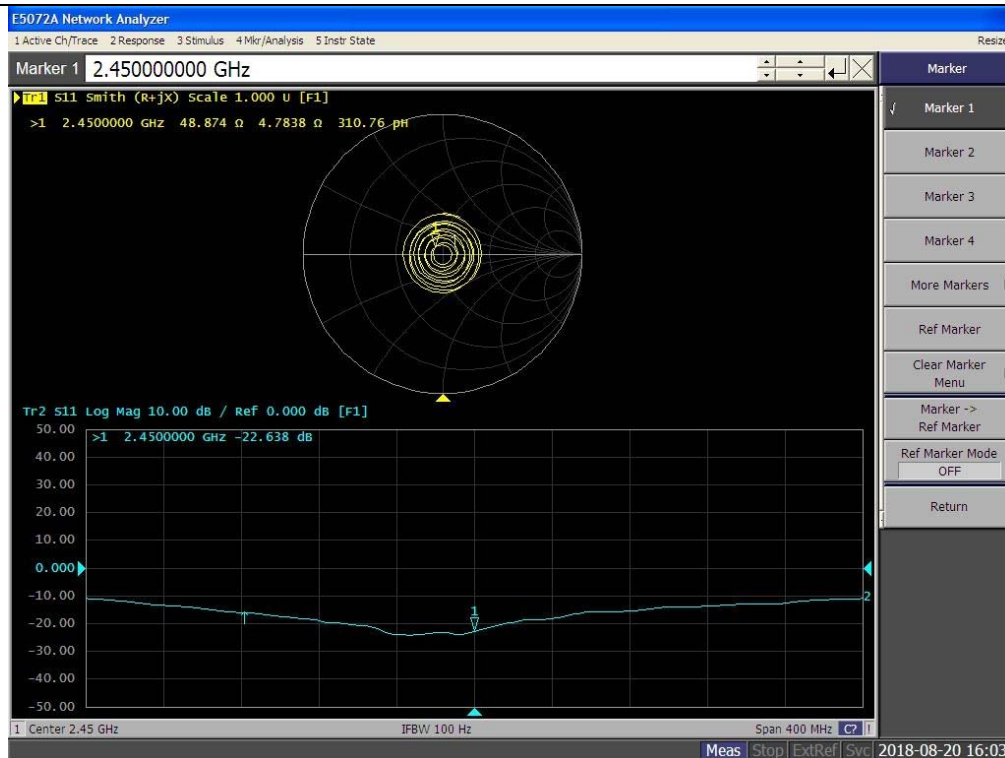 E5072A Network Analyzer
1 Active Ch/Trace 2 Response 3 Stimulus 4 Mkr/Analysis 5 Instr State
Resize
Marker 1 2.450000000 GHz
Marker
Tr1 S11 Smith (R+jX) Scale 1.000 U [F1]
>1 2.4500000 GHz 48.874 Ω 4.7838 Ω 310.76 pH
1
√ Marker 1
Marker 2
Marker 3
Marker 4
More Markers
Ref Marker
Clear Marker
Menu
Marker ->
Ref Marker
Ref Marker Mode
OFF
Return
Tr2 S11 Log Mag 10.00 dB / Ref 0.000 dB [F1]
>1 2.4500000 GHz -22.638 dB
50.00
40.00
30.00
20.00
10.00
0.000
-10.00
-20.00
-30.00
-40.00
-50.00
1
2
1 Center 2.45 GHz IFBW 100 Hz Span 400 MHz C? !
Meas Stop ExtRef Svc 2018-08-20 16:03